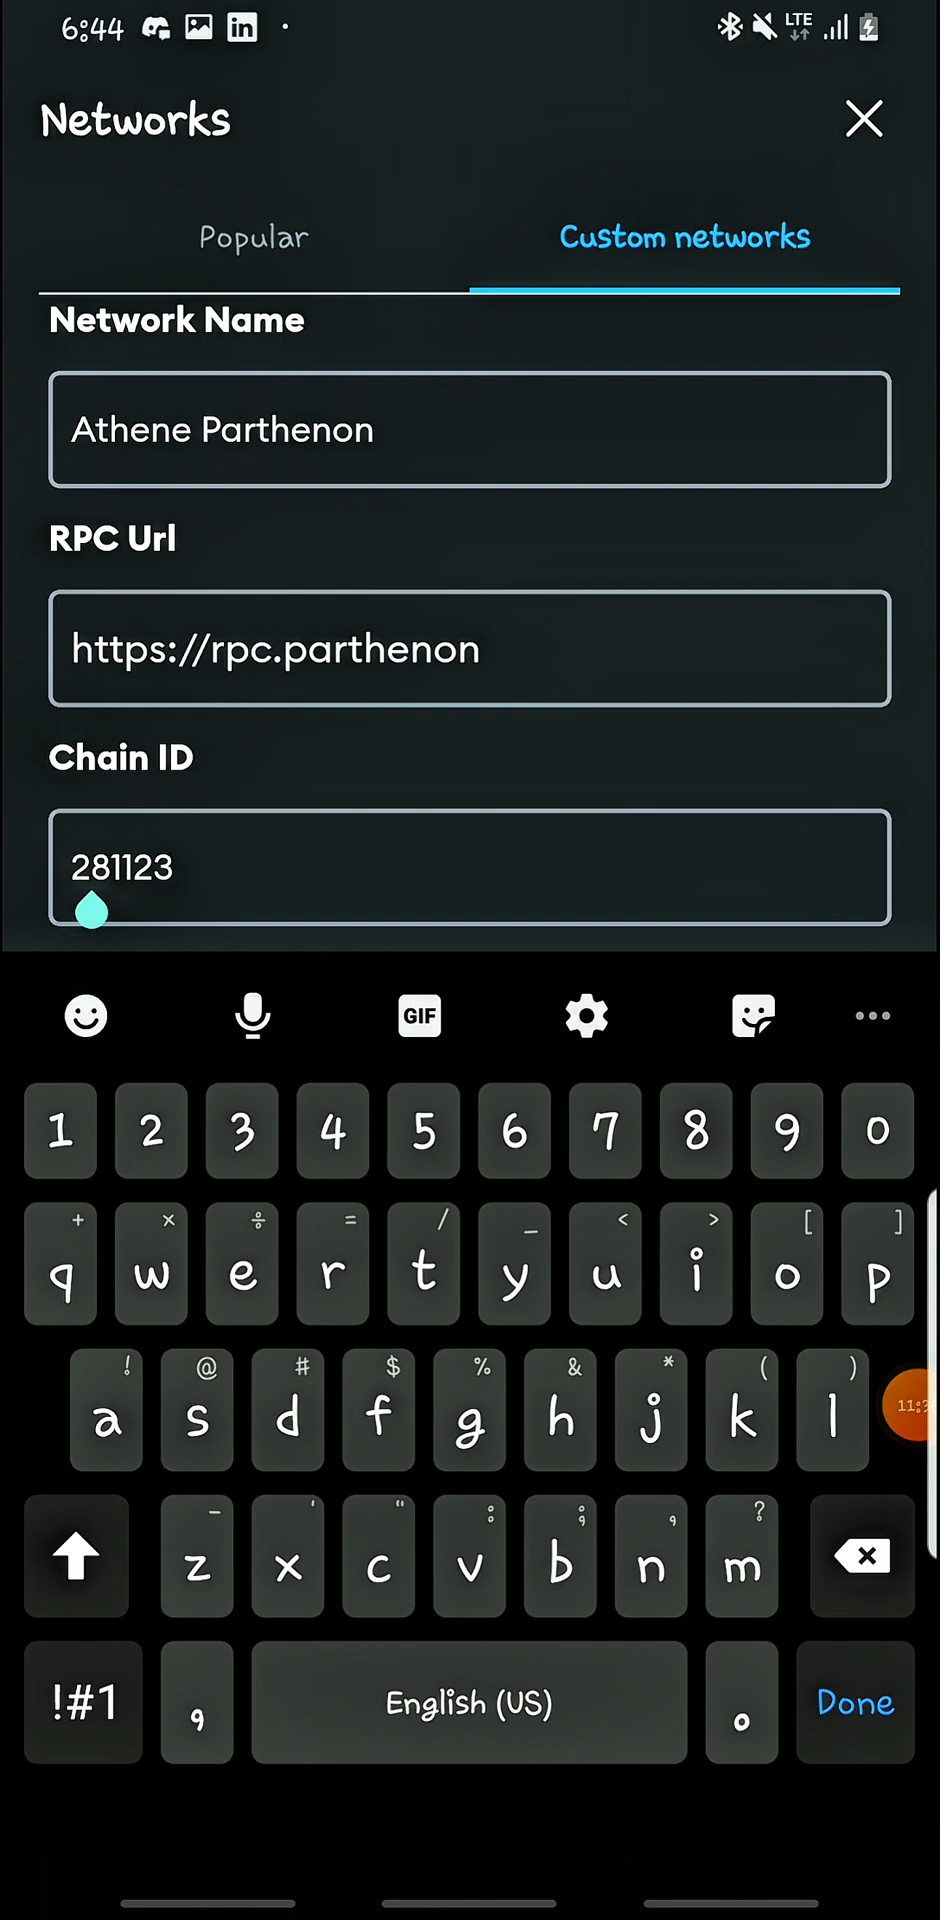 6:44
LTE
Networks
Popular
Custom networks
Network Name
Athene Parthenon
RPC Url
https://rpc.parthenon
Chain ID
281123
GIF
1 2 3 4 5 6 7 8 9 0
+ × ÷ = / _ < > [ ]
q w e r t y u i o p
! @ # $ % & * ( )
a s d f g h j k l
- ' " : ; , ?
z x c v b n m
!#1 , English (US) . Done